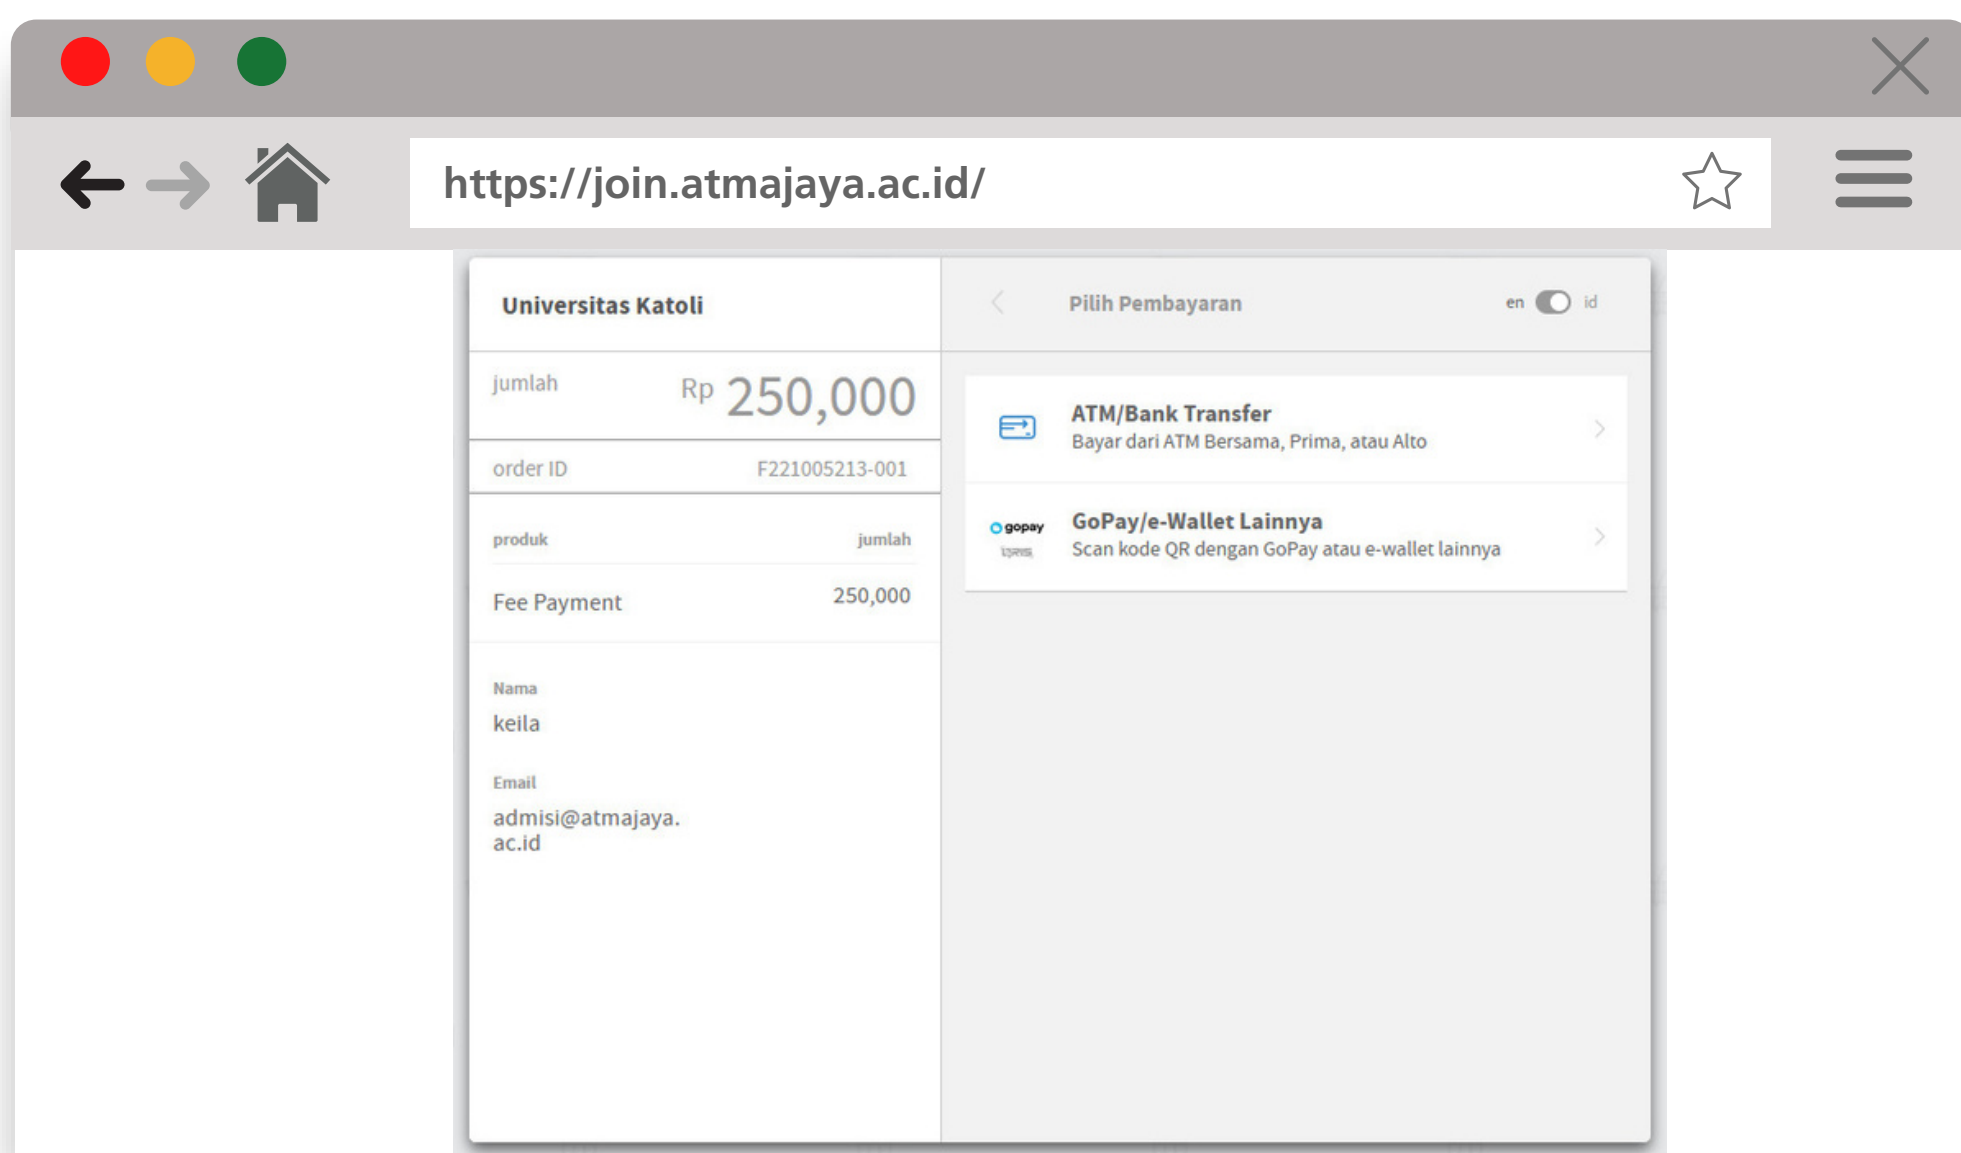 https://join.atmajaya.ac.id/
Universitas Katoli
jumlah
Rp 250,000
order ID
F221005213-001
produk
jumlah
Fee Payment
250,000
Nama
keila
Email
admisi@atmajaya.
ac.id
Pilih Pembayaran
en
id
ATM/Bank Transfer
Bayar dari ATM Bersama, Prima, atau Alto
gopay
GoPay/e-Wallet Lainnya
Scan kode QR dengan GoPay atau e-wallet lainnya